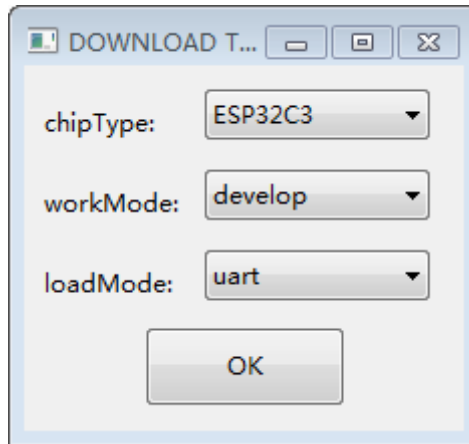 DOWNLOAD T...
chipType: ESP32C3
workMode: develop
loadMode: uart
OK